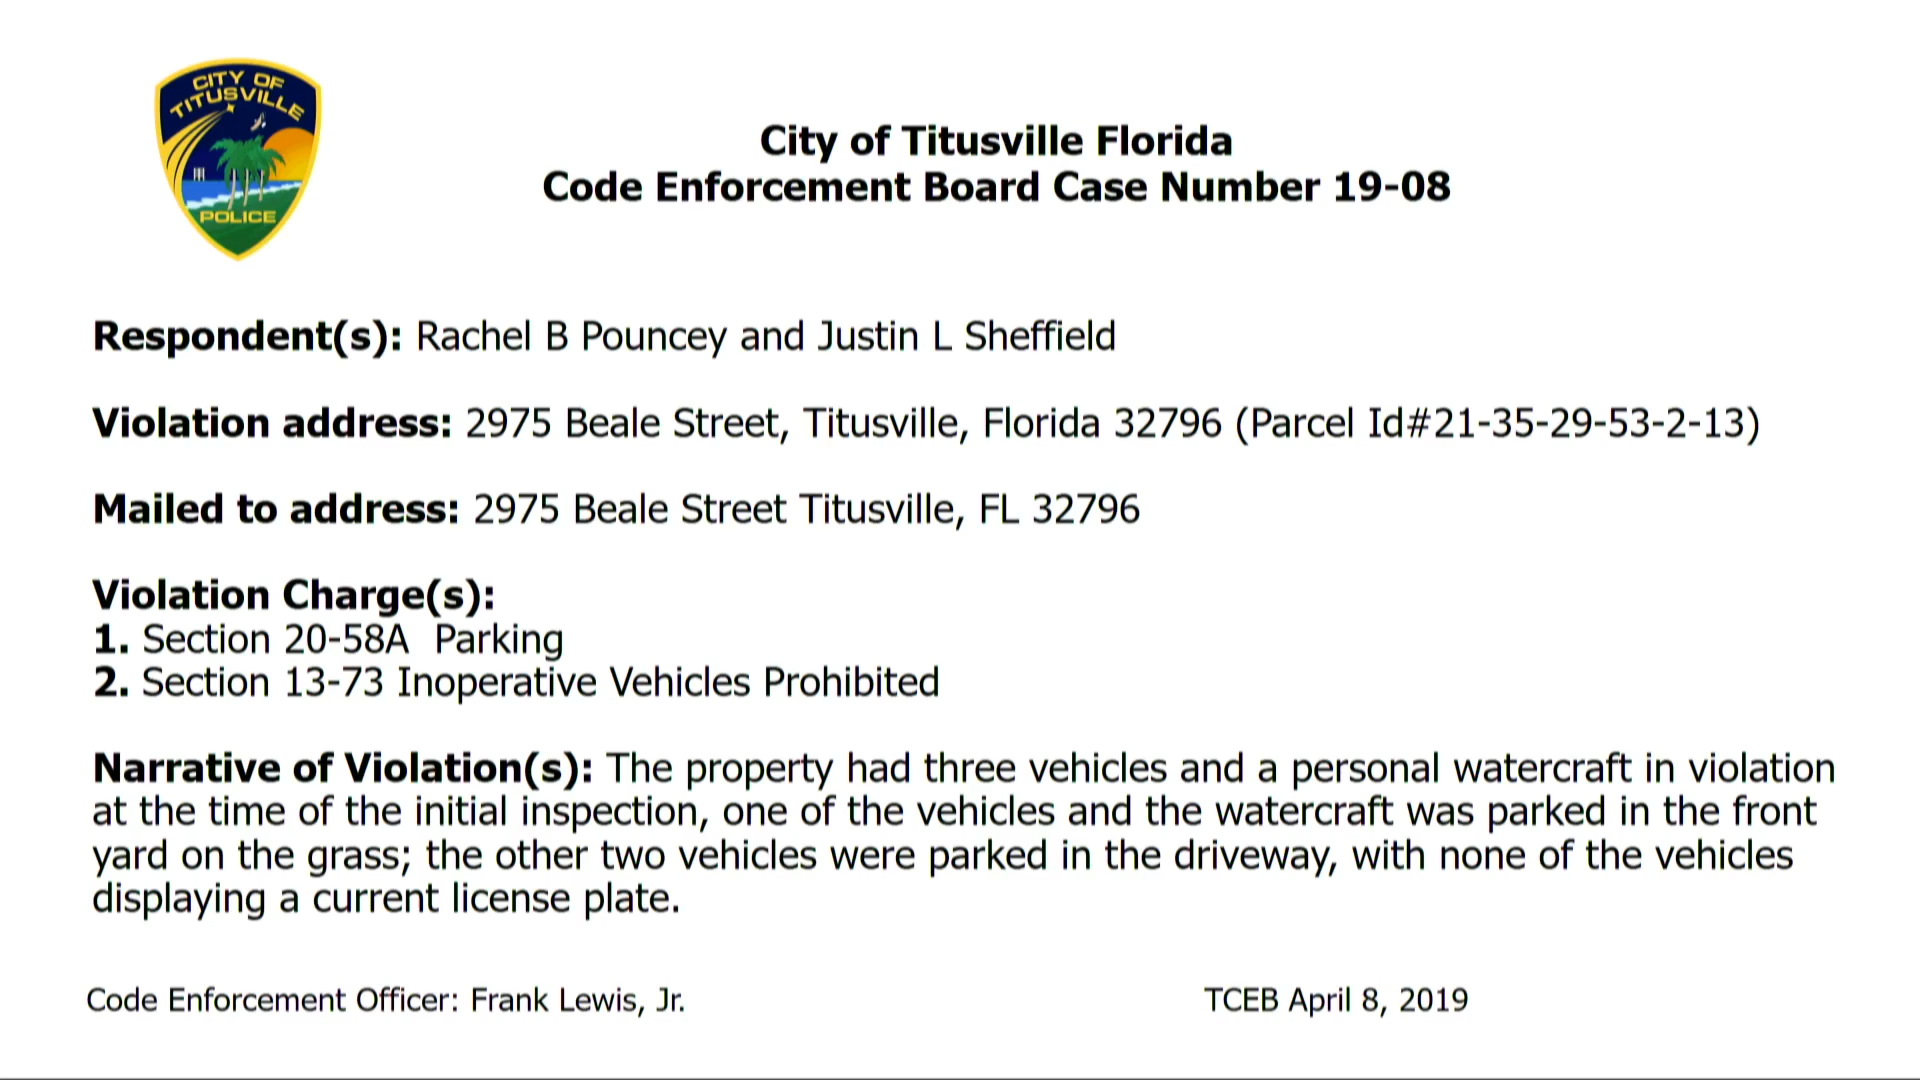 CITY OF
TITUSVILLE
POLICE
City of Titusville Florida
Code Enforcement Board Case Number 19-08
Respondent(s): Rachel B Pouncey and Justin L Sheffield
Violation address: 2975 Beale Street, Titusville, Florida 32796 (Parcel Id#21-35-29-53-2-13)
Mailed to address: 2975 Beale Street Titusville, FL 32796
Violation Charge(s):
1. Section 20-58A  Parking
2. Section 13-73 Inoperative Vehicles Prohibited
Narrative of Violation(s): The property had three vehicles and a personal watercraft in violation
at the time of the initial inspection, one of the vehicles and the watercraft was parked in the front
yard on the grass; the other two vehicles were parked in the driveway, with none of the vehicles
displaying a current license plate.
Code Enforcement Officer: Frank Lewis, Jr.
TCEB April 8, 2019